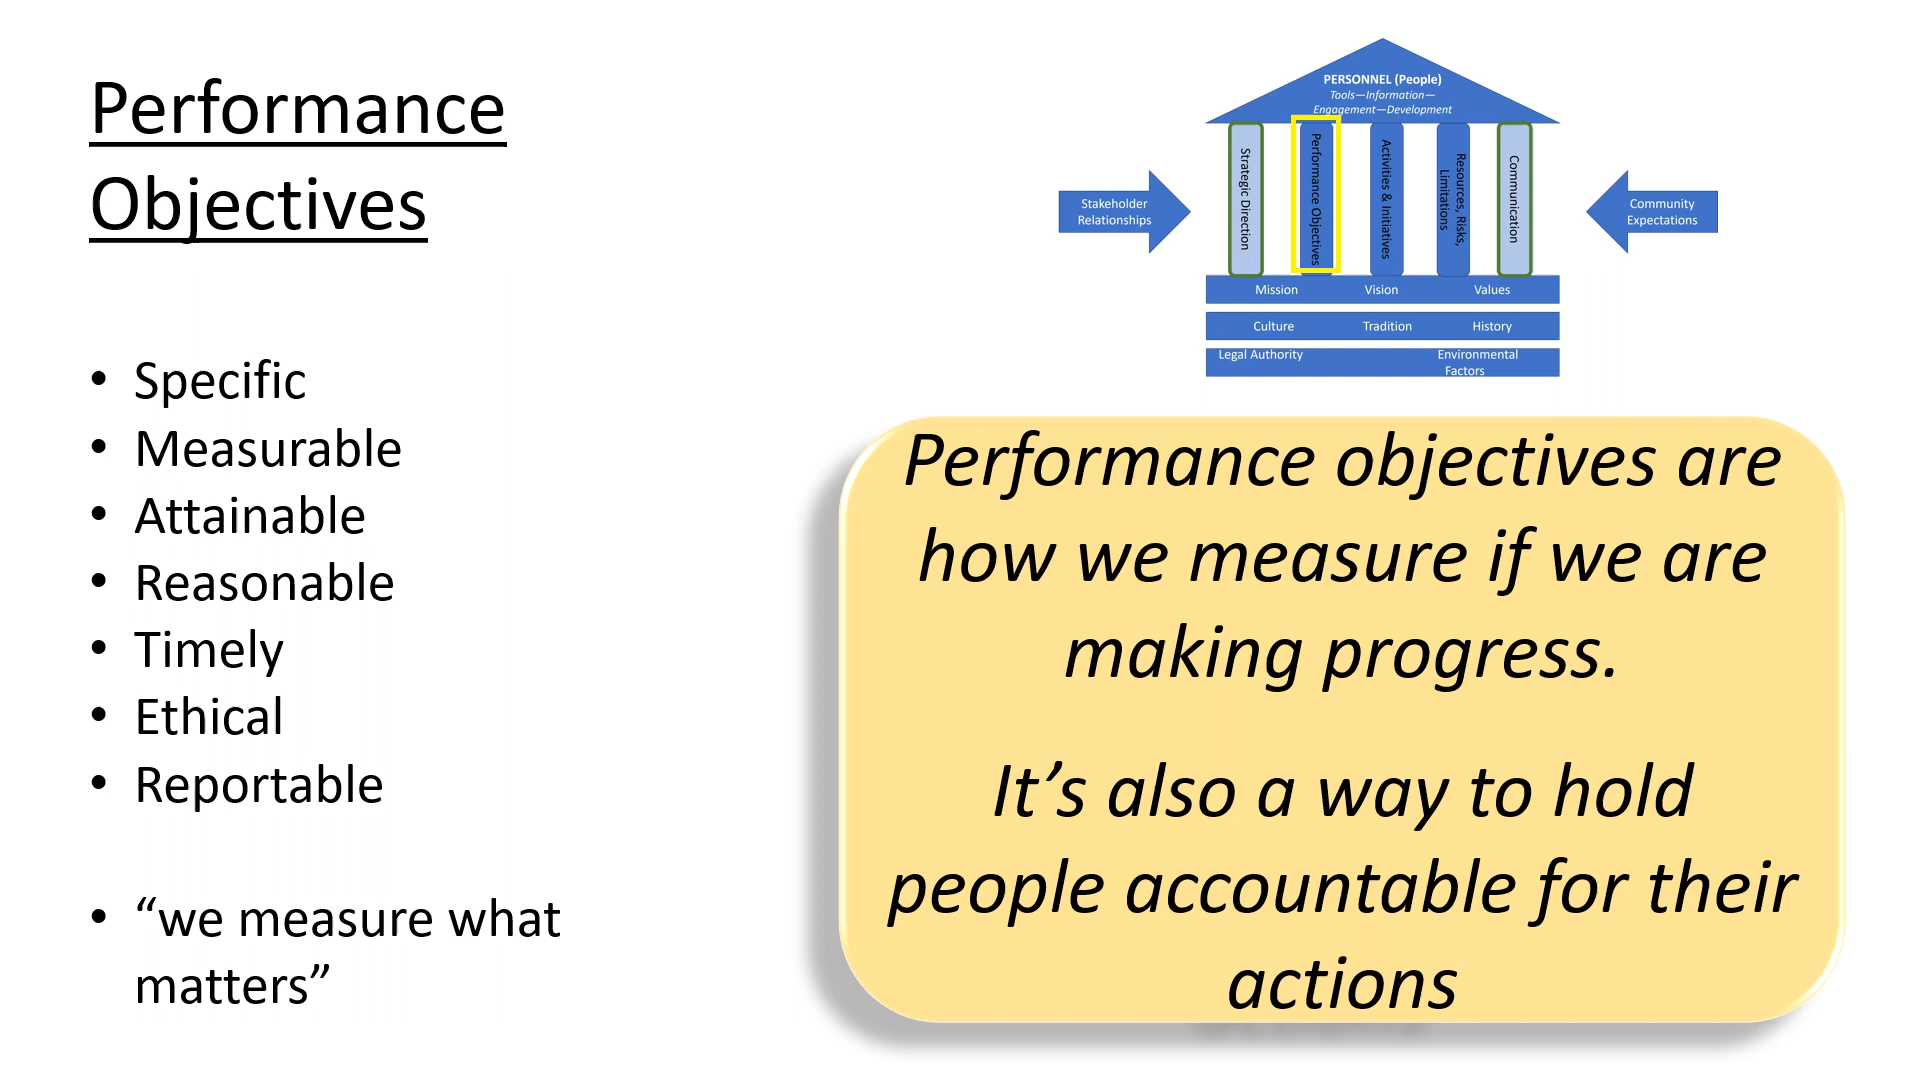 Performance
Objectives
• Specific
• Measurable
• Attainable
• Reasonable
• Timely
• Ethical
• Reportable
• “we measure what
matters”
PERSONNEL (People)
Tools—Information—
Engagement—Development
Stakeholder
Relationships
Strategic Direction
Performance Objectives
Activities & Initiatives
Resources, Risks,
Limitations
Communication
Community
Expectations
Mission Vision Values
Culture Tradition History
Legal Authority Environmental
Factors
Performance objectives are
how we measure if we are
making progress.
It’s also a way to hold
people accountable for their
actions